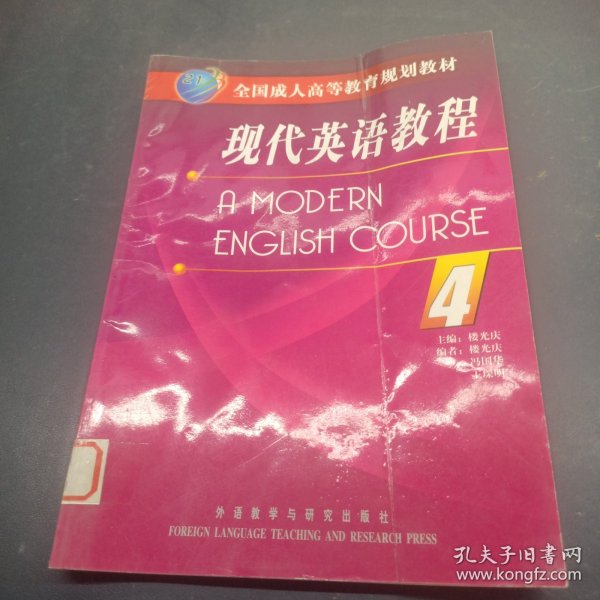 21
全国成人高等教育规划教材
现代英语教程
A MODERN
ENGLISH COURSE
4
主编：楼光庆
编者：楼光庆
冯国华
外语教学与研究出版社
FOREIGN LANGUAGE TEACHING AND RESEARCH PRESS
孔夫子旧书网
www.kongfz.com